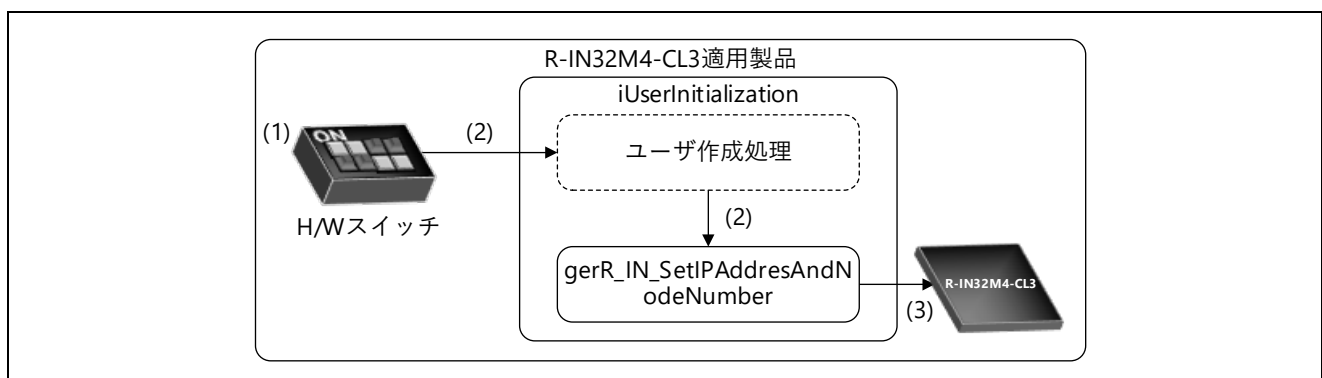 R-IN32M4-CL3適用製品
iUserInitialization
(1)
ON
(2)
ユーザ作成処理
H/Wスイッチ
(2)
gerR_IN_SetIPAddresAndN
odeNumber
(3)
R-IN32M4-CL3